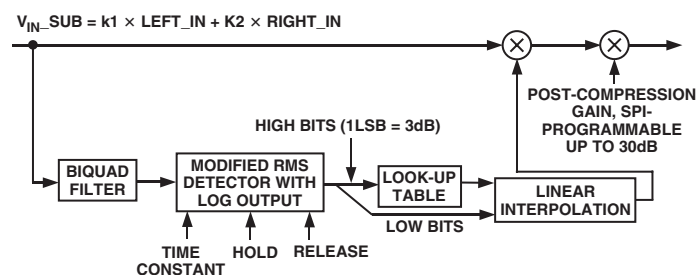 VIN_SUB = k1 × LEFT_IN + K2 × RIGHT_IN
×
×
POST-COMPRESSION
GAIN, SPI-
PROGRAMMABLE
UP TO 30dB
HIGH BITS (1LSB = 3dB)
BIQUAD
FILTER
MODIFIED RMS
DETECTOR WITH
LOG OUTPUT
LOOK-UP
TABLE
LINEAR
INTERPOLATION
LOW BITS
TIME
CONSTANT
HOLD
RELEASE